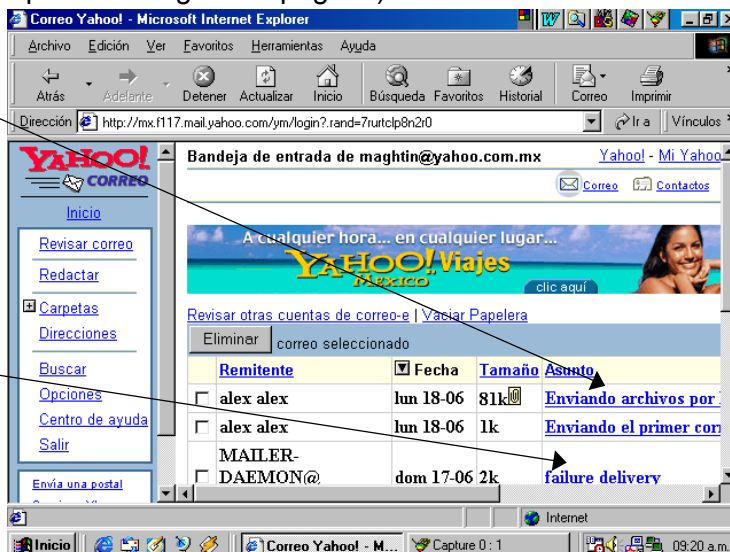 Correo Yahoo! - Microsoft Internet Explorer
Archivo Edición Ver Favoritos Herramientas Ayuda
Atrás Adelante Detener Actualizar Inicio Búsqueda Favoritos Historial Correo Imprimir
Dirección http://mx.f117.mail.yahoo.com/ym/login?.rand=7rurtclp8n2r0 Ir a Vínculos
YAHOO! CORREO
Inicio
Revisar correo
Redactar
Carpetas
Direcciones
Buscar
Opciones
Centro de ayuda
Salir
Envía una postal
Bandeja de entrada de maghtin@yahoo.com.mx Yahoo! - Mi Yahoo
Correo Contactos
A cualquier hora... en cualquier lugar...
YAHOO! Viajes
MEXICO
clic aquí
Revisar otras cuentas de correo-e | Vaciar Papelera
Eliminar correo seleccionado
Remitente Fecha Tamaño Asunto
alex alex lun 18-06 81k Enviando archivos por
alex alex lun 18-06 1k Enviando el primer corr
MAILER-
DAEMON@ dom 17-06 2k failure delivery
Internet
Inicio Correo Yahoo! - M... Capture 0 : 1 09:20 a.m.